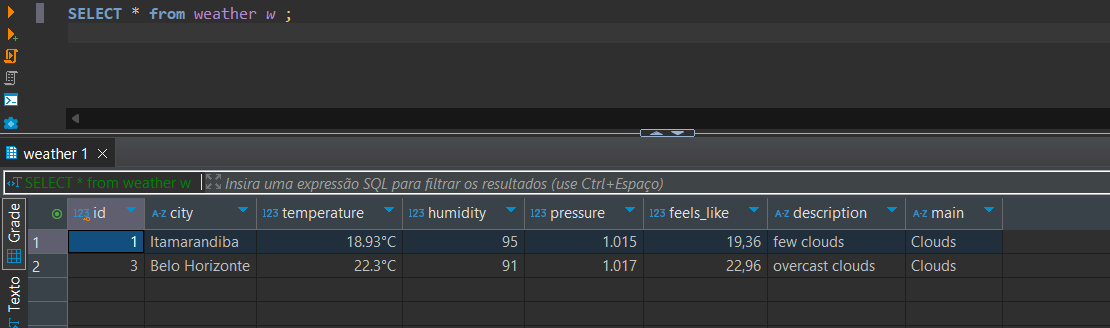 SELECT * from weather w ;
weather 1
SELECT * from weather w Insira uma expressão SQL para filtrar os resultados (use Ctrl+Espaço)
Grade
Texto
123 id A-Z city 123 temperature 123 humidity 123 pressure 123 feels_like A-Z description A-Z main
1 1 Itamarandiba 18.93°C 95 1.015 19,36 few clouds Clouds
2 3 Belo Horizonte 22.3°C 91 1.017 22,96 overcast clouds Clouds